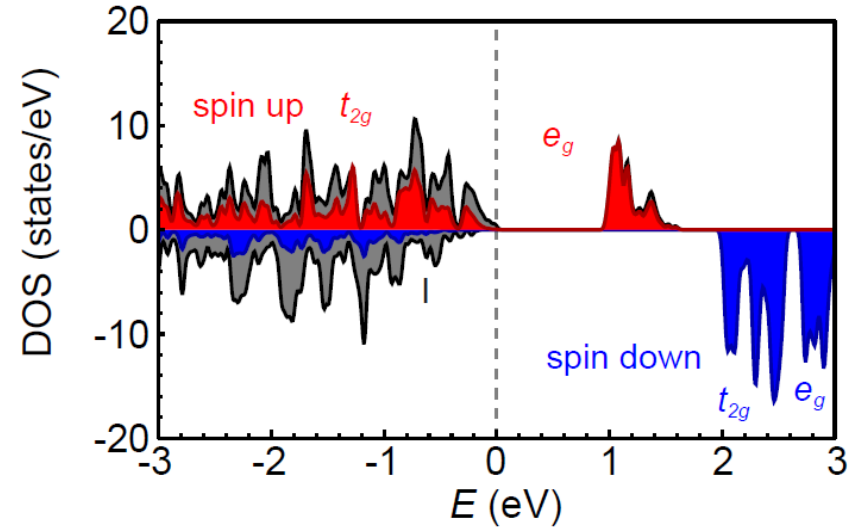 20
10
0
-10
-20
DOS (states/eV)
spin up
t2g
eg
I
spin down
t2g
eg
-3
-2
-1
0
1
2
3
E (eV)